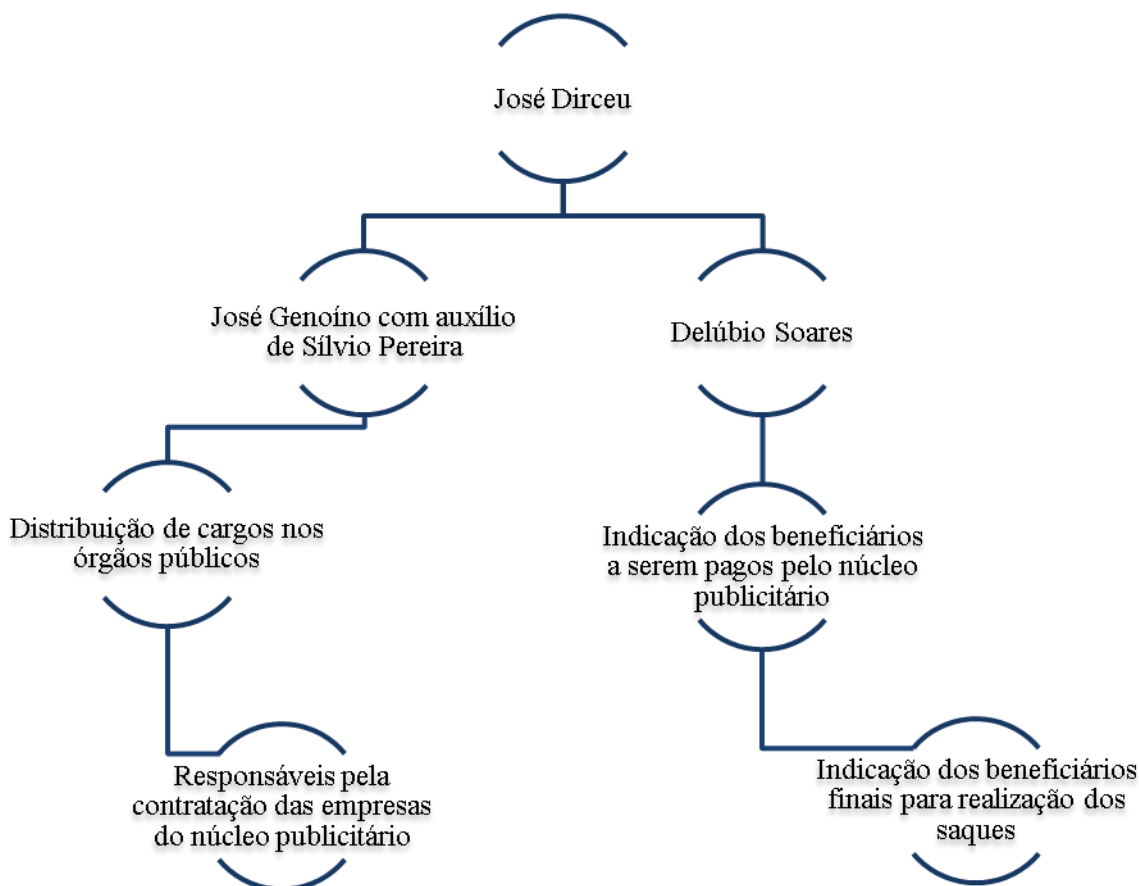 José Dirceu
José Genoíno com auxílio
de Sílvio Pereira
Delúbio Soares
Distribuição de cargos nos
órgãos públicos
Indicação dos beneficiários
a serem pagos pelo núcleo
publicitário
Responsáveis pela
contratação das empresas
do núcleo publicitário
Indicação dos beneficiários
finais para realização dos
saques